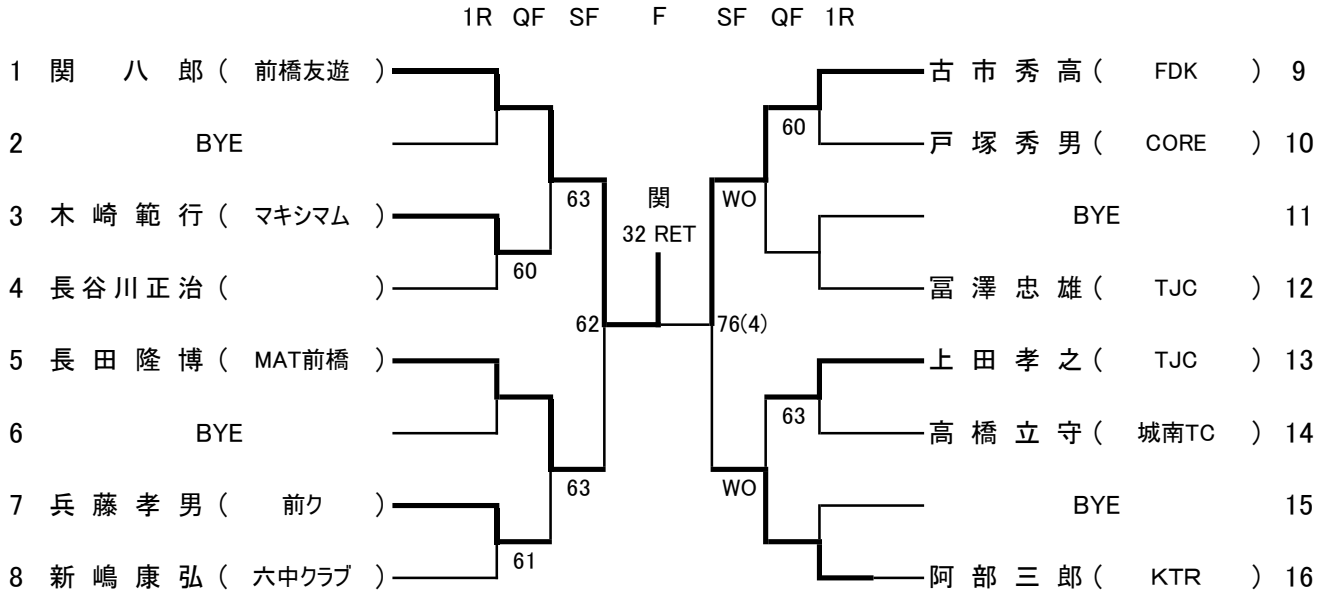 1R QF SF F SF QF 1R
1 関 八 郎 ( 前橋友遊 ) 古 市 秀 高 ( FDK ) 9
60
2 BYE 戸 塚 秀 男 ( CORE ) 10
63 関 WO
3 木 崎 範 行 ( マキシマム ) BYE 11
32 RET
60
4 長谷川正治 ( ) 冨 澤 忠 雄 ( TJC ) 12
62 76(4)
5 長 田 隆 博 ( MAT前橋 ) 上 田 孝 之 ( TJC ) 13
63
6 BYE 高 橋 立 守 ( 城南TC ) 14
63 WO
7 兵 藤 孝 男 ( 前ク ) BYE 15
61
8 新 嶋 康 弘 ( 六中クラブ ) 阿 部 三 郎 ( KTR ) 16